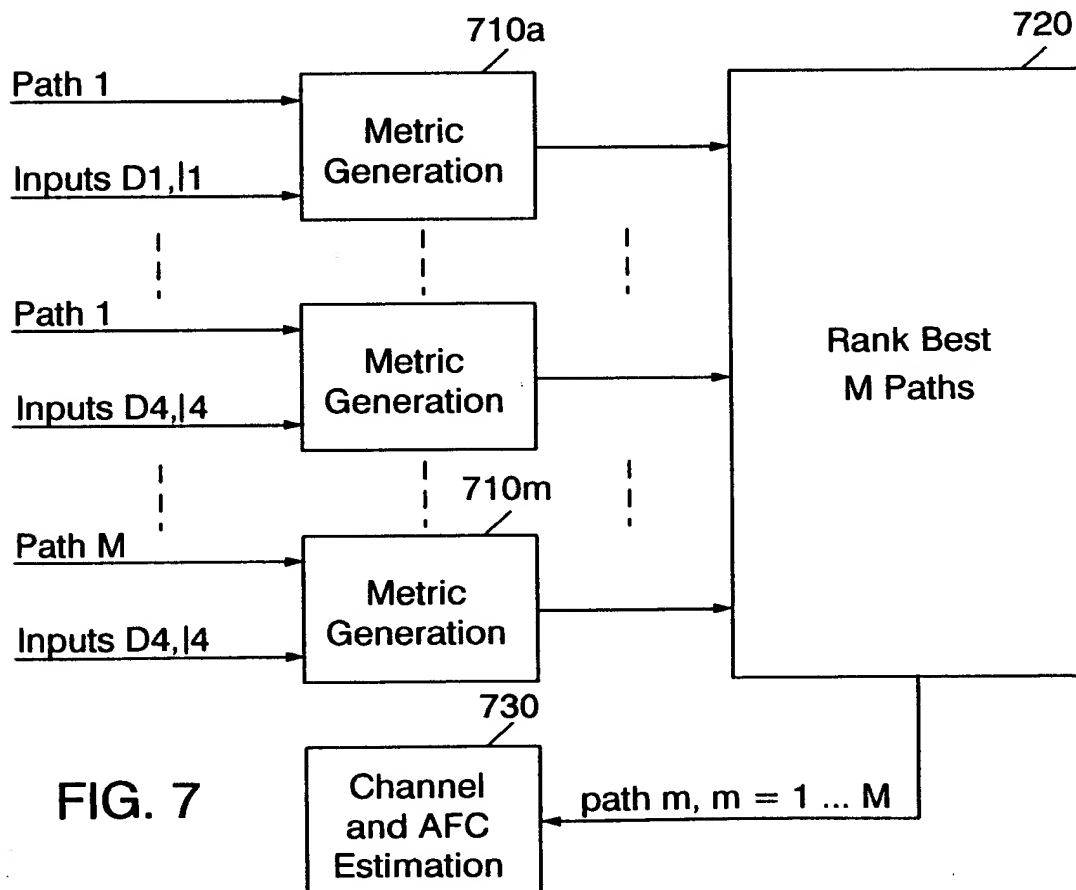 710a
720
Path 1
Metric
Generation
Inputs D1,I1
Path 1
Metric
Generation
Inputs D4,I4
Rank Best
M Paths
710m
Path M
Metric
Generation
Inputs D4,I4
730
FIG. 7
Channel
and AFC
Estimation
path m, m = 1 ... M